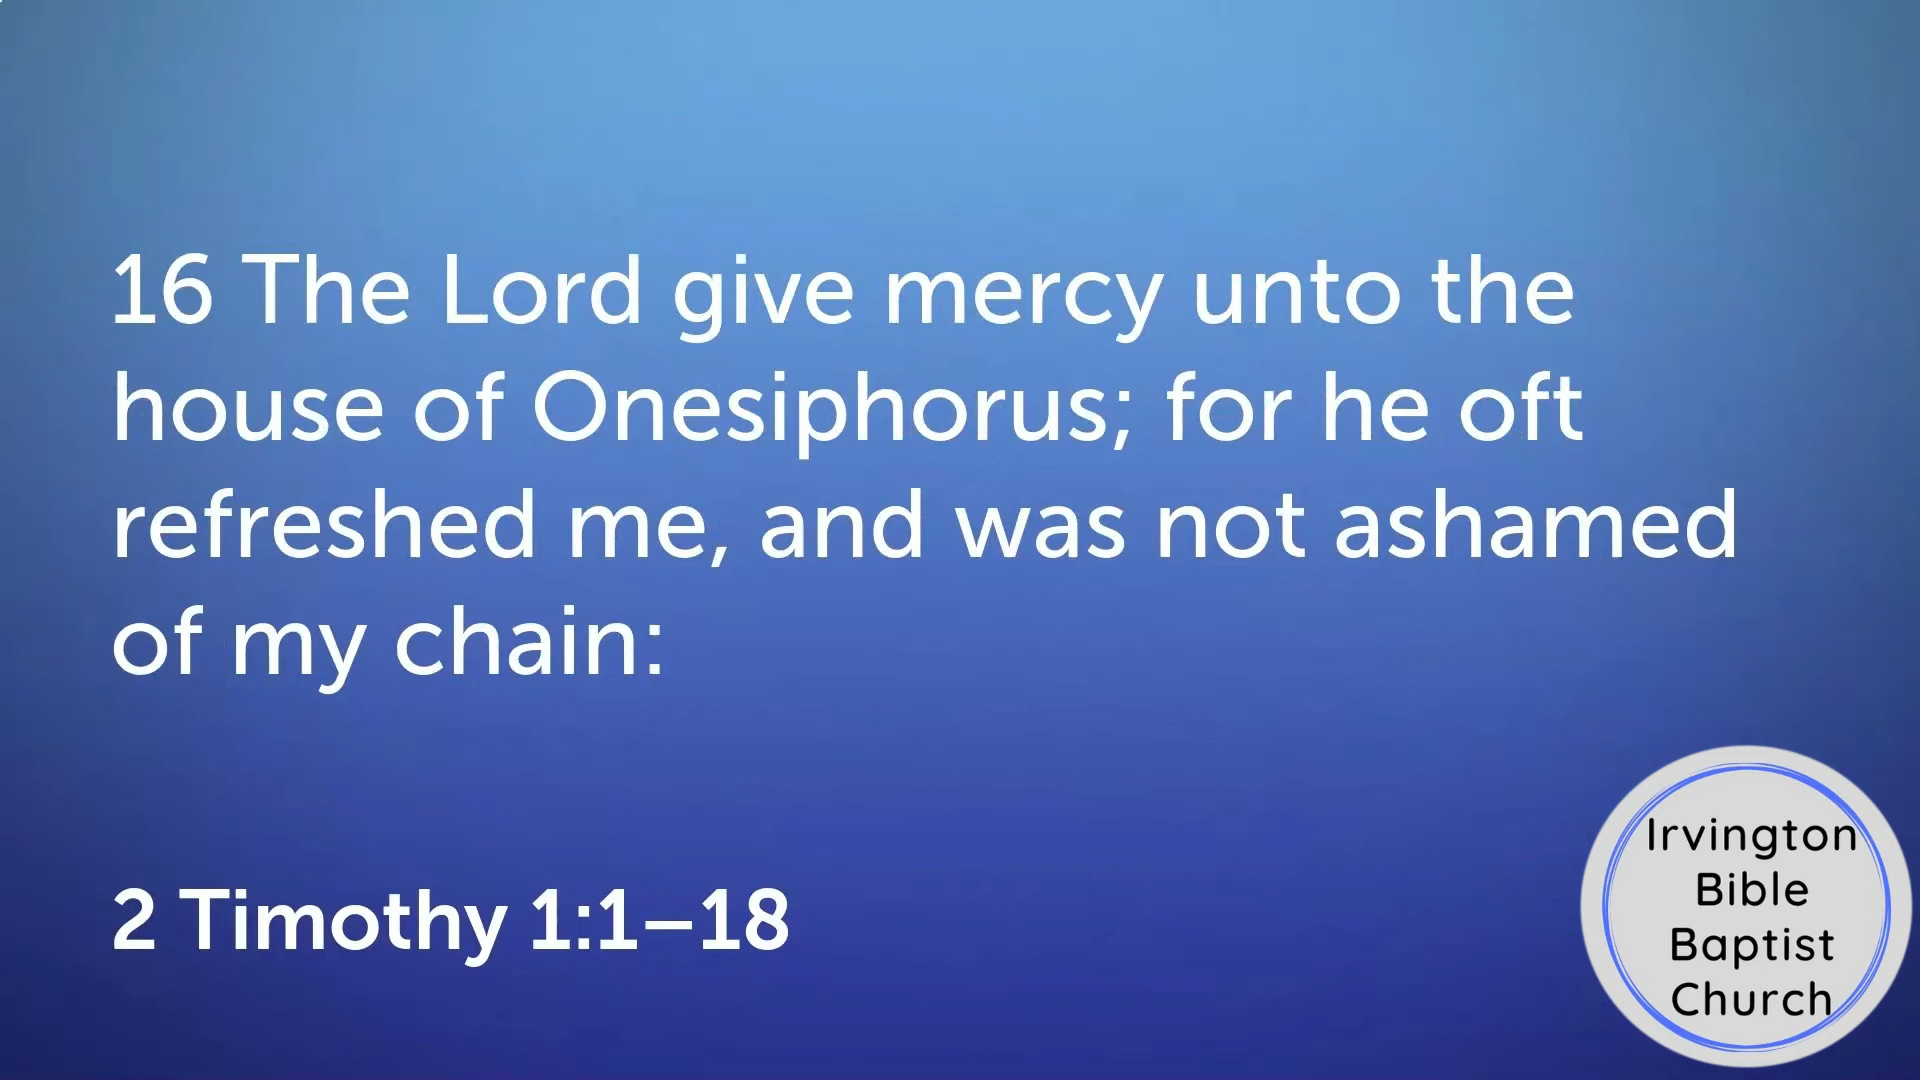 16 The Lord give mercy unto the
house of Onesiphorus; for he oft
refreshed me, and was not ashamed
of my chain:
2 Timothy 1:1–18
Irvington
Bible
Baptist
Church